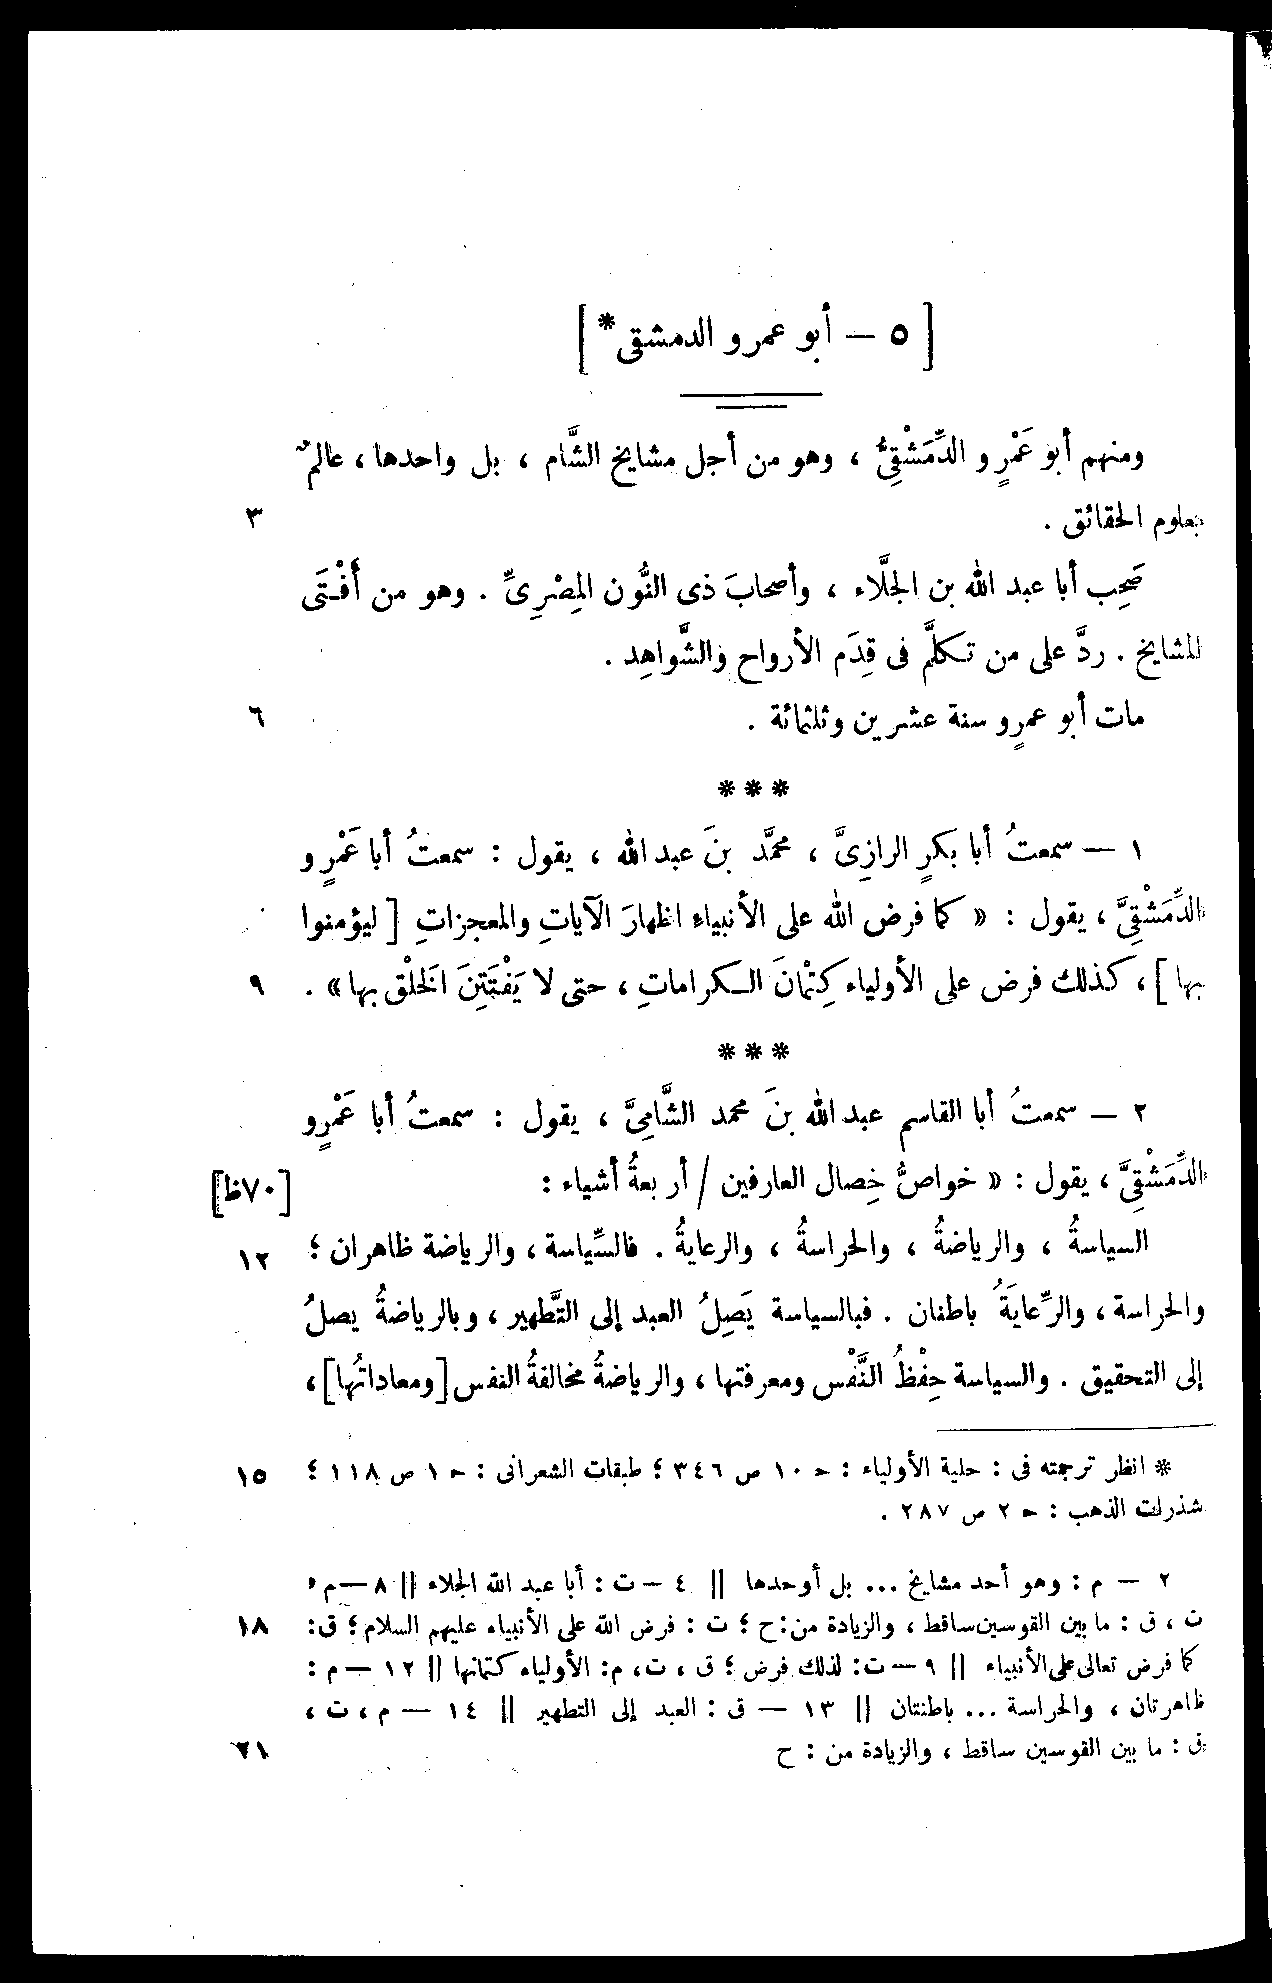 [ ٥ — أبو عمرو الدمشقى * ]
ومنهم أبو عَمْرٍو الدِّمَشْقِىُّ ، وهو من أجل مشايخ الشَّام ، بل واحدها ، عالمٌ
بعلوم الحقائق .
٣
صَحِب أبا عبد الله بن الجلَّاء ، وأصحابَ ذى النُّون المِصْرِىِّ . وهو من أَفْتَى
المشايخ . ردَّ على من تكلَّم فى قِدَم الأرواح والشَّواهِد .
مات أبو عمرٍو سنة عشرين وثلثمائة .
٦
***
١ — سمعتُ أبا بَكرٍ الرازِىَّ ، محمَّد بنَ عبد الله ، يقول : سمعتُ أبا عَمْرٍو
الدِّمَشْقِىَّ ، يقول : « كما فرض الله على الأنبياء اظهارَ الآياتِ والمعجزاتِ [ ليؤمنوا
بها ] ، كذلك فرض على الأولياء كِتْمانَ الكراماتِ ، حتى لا يَفْتَتِنَ الخَلْق بها » .
٩
***
٢ — سمعتُ أبا القاسم عبد الله بنَ محمد الشَّامِىَّ ، يقول : سمعتُ أبا عَمْرٍو
الدِّمَشْقِىَّ ، يقول : « خواصُّ خِصال العارفين / أربعةُ أشياء :
[٧٠ظ]
السياسةُ ، والرياضةُ ، والحراسةُ ، والرعايةُ . فالسِّياسة ، والرياضة ظاهران ؛
١٢
والحراسة ، والرِّعايَةُ باطنان . فبالسياسة يَصِلُ العبد إلى التَّطهير ، وبالرياضةُ يصلُ
إلى التحقيق . والسياسة حِفْظُ النَّفْس ومعرفتها ، والرياضةُ مخالفةُ النفس [ومعاداتُها] ،
* انظر ترجمته فى : حلية الأولياء : ح ١٠ ص ٣٤٦ ؛ طبقات الشعرانى : ح ١ ص ١١٨ ؛
١٥
شذرات الذهب : ح ٢ ص ٢٨٧ .
٢ — م : وهو أحد مشايخ ... بل أوحدها || ٤ — ت : أبا عبد الله الجلاء || ٨ — م ،
ت ، ق : ما بين القوسين ساقط ، والزيادة من : ح ؛ ت : فرض الله على الأنبياء عليهم السلام ؛ ق :
١٨
كما فرض تعالى على الأنبياء || ٩ — ت : لذلك فرض ؛ ق ، ت ، م : الأولياء كتمانها || ١٢ — م :
ظاهرتان ، والحراسة ... باطنتان || ١٣ — ق : العبد إلى التطهير || ١٤ — م ، ت ،
ق : ما بين القوسين ساقط ، والزيادة من : ح
٢١